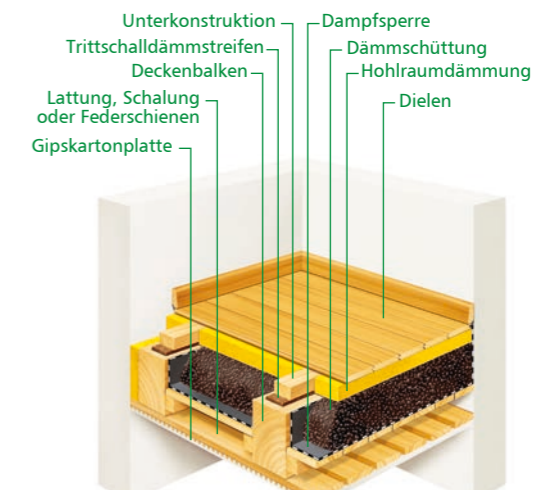 Unterkonstruktion
Dampfsperre
Trittschalldämmstreifen
Dämmschüttung
Deckenbalken
Hohlraumdämmung
Lattung, Schalung
oder Federschienen
Dielen
Gipskartonplatte